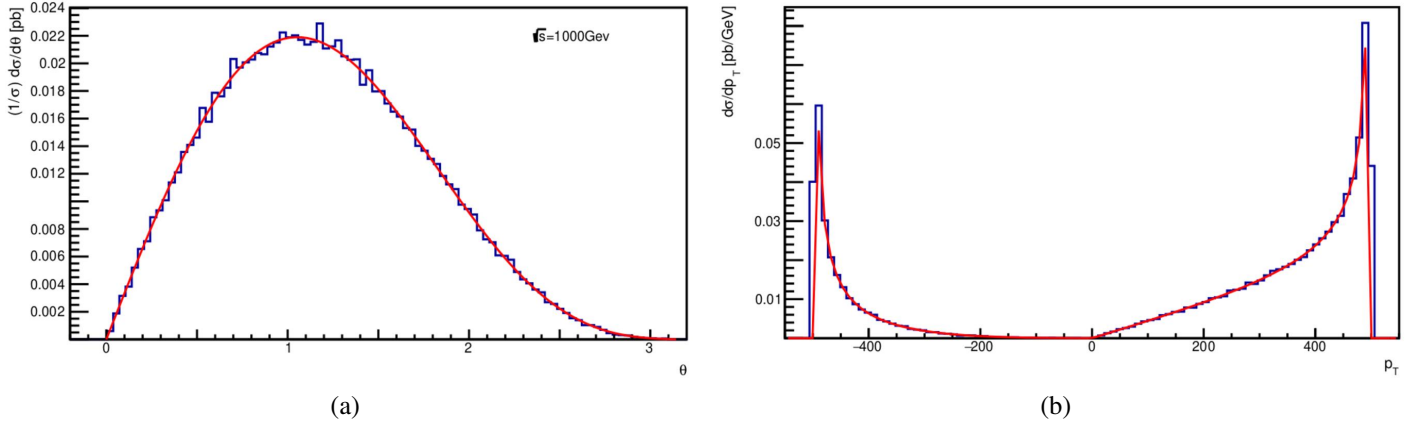 (1/σ) dσ/dθ [pb]
0.024
0.022
0.02
0.018
0.016
0.014
0.012
0.01
0.008
0.006
0.004
0.002
√s=1000Gev
0 1 2 3
θ
(a)
dσ/dp_T [pb/GeV]
0.05
0.03
0.01
−400 −200 0 200 400
p_T
(b)